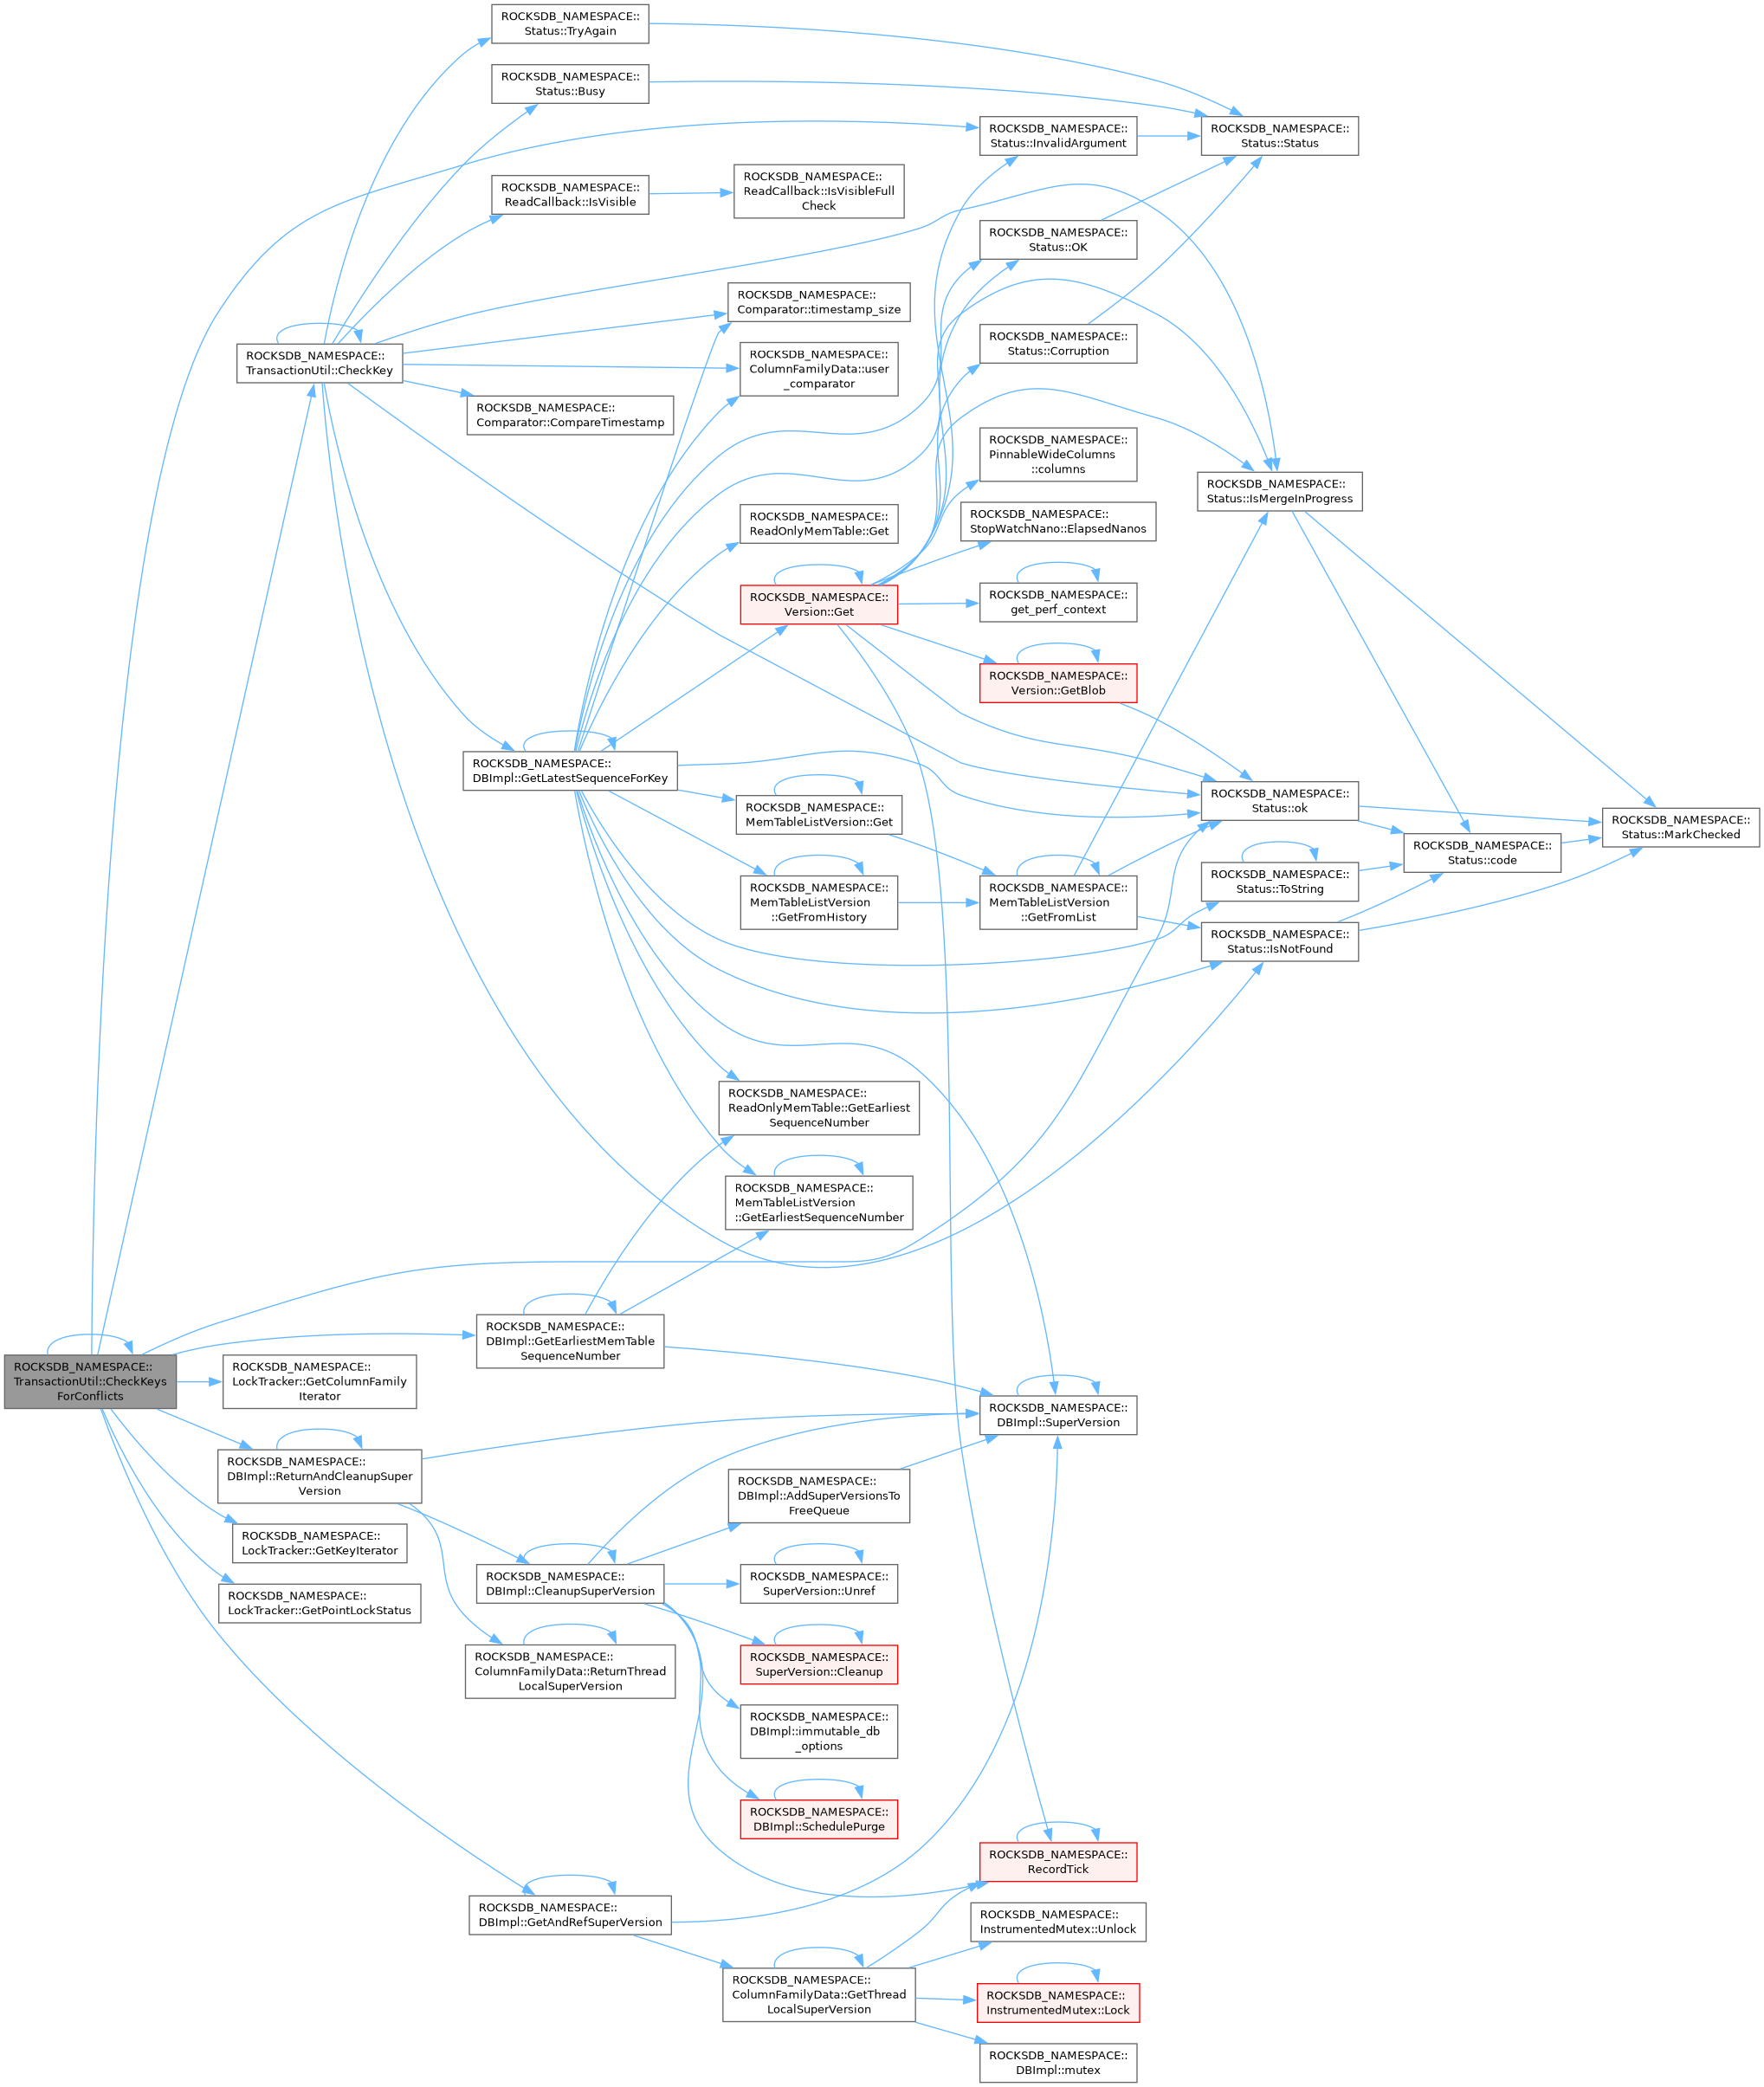 ROCKSDB_NAMESPACE::
Status::TryAgain
ROCKSDB_NAMESPACE::
Status::Busy
ROCKSDB_NAMESPACE::
Status::InvalidArgument
ROCKSDB_NAMESPACE::
Status::Status
ROCKSDB_NAMESPACE::
ReadCallback::IsVisible
ROCKSDB_NAMESPACE::
ReadCallback::IsVisibleFull
Check
ROCKSDB_NAMESPACE::
Status::OK
ROCKSDB_NAMESPACE::
Comparator::timestamp_size
ROCKSDB_NAMESPACE::
Status::Corruption
ROCKSDB_NAMESPACE::
TransactionUtil::CheckKey
ROCKSDB_NAMESPACE::
ColumnFamilyData::user
_comparator
ROCKSDB_NAMESPACE::
Comparator::CompareTimestamp
ROCKSDB_NAMESPACE::
PinnableWideColumns
::columns
ROCKSDB_NAMESPACE::
Status::IsMergeInProgress
ROCKSDB_NAMESPACE::
ReadOnlyMemTable::Get
ROCKSDB_NAMESPACE::
StopWatchNano::ElapsedNanos
ROCKSDB_NAMESPACE::
Version::Get
ROCKSDB_NAMESPACE::
get_perf_context
ROCKSDB_NAMESPACE::
Version::GetBlob
ROCKSDB_NAMESPACE::
DBImpl::GetLatestSequenceForKey
ROCKSDB_NAMESPACE::
MemTableListVersion::Get
ROCKSDB_NAMESPACE::
Status::ok
ROCKSDB_NAMESPACE::
Status::MarkChecked
ROCKSDB_NAMESPACE::
Status::code
ROCKSDB_NAMESPACE::
MemTableListVersion
::GetFromHistory
ROCKSDB_NAMESPACE::
MemTableListVersion
::GetFromList
ROCKSDB_NAMESPACE::
Status::ToString
ROCKSDB_NAMESPACE::
Status::IsNotFound
ROCKSDB_NAMESPACE::
ReadOnlyMemTable::GetEarliest
SequenceNumber
ROCKSDB_NAMESPACE::
MemTableListVersion
::GetEarliestSequenceNumber
ROCKSDB_NAMESPACE::
DBImpl::GetEarliestMemTable
SequenceNumber
ROCKSDB_NAMESPACE::
TransactionUtil::CheckKeys
ForConflicts
ROCKSDB_NAMESPACE::
LockTracker::GetColumnFamily
Iterator
ROCKSDB_NAMESPACE::
DBImpl::SuperVersion
ROCKSDB_NAMESPACE::
DBImpl::ReturnAndCleanupSuper
Version
ROCKSDB_NAMESPACE::
DBImpl::AddSuperVersionsTo
FreeQueue
ROCKSDB_NAMESPACE::
LockTracker::GetKeyIterator
ROCKSDB_NAMESPACE::
DBImpl::CleanupSuperVersion
ROCKSDB_NAMESPACE::
SuperVersion::Unref
ROCKSDB_NAMESPACE::
LockTracker::GetPointLockStatus
ROCKSDB_NAMESPACE::
ColumnFamilyData::ReturnThread
LocalSuperVersion
ROCKSDB_NAMESPACE::
SuperVersion::Cleanup
ROCKSDB_NAMESPACE::
DBImpl::immutable_db
_options
ROCKSDB_NAMESPACE::
DBImpl::SchedulePurge
ROCKSDB_NAMESPACE::
RecordTick
ROCKSDB_NAMESPACE::
DBImpl::GetAndRefSuperVersion
ROCKSDB_NAMESPACE::
InstrumentedMutex::Unlock
ROCKSDB_NAMESPACE::
ColumnFamilyData::GetThread
LocalSuperVersion
ROCKSDB_NAMESPACE::
InstrumentedMutex::Lock
ROCKSDB_NAMESPACE::
DBImpl::mutex